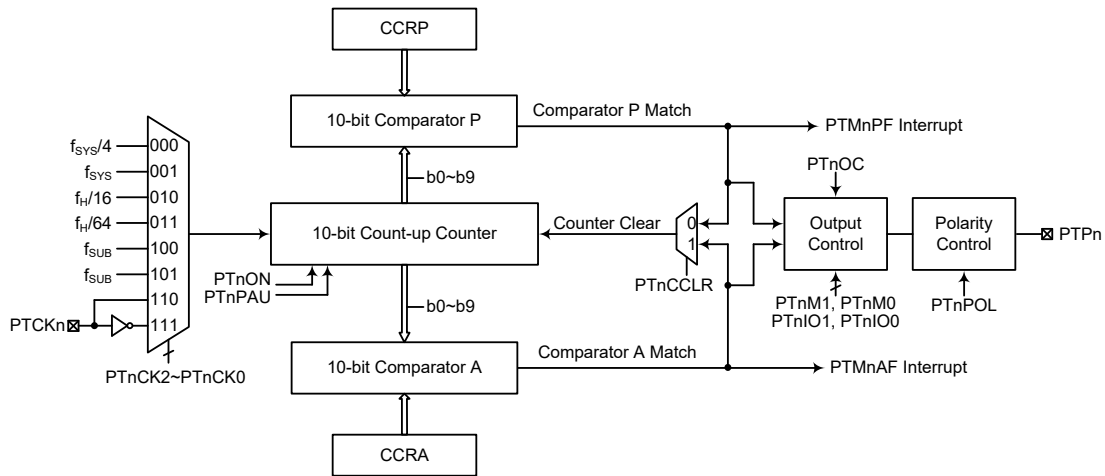 CCRP
10-bit Comparator P
Comparator P Match
PTMnPF Interrupt
b0~b9
fSYS/4
000
fSYS
001
fH/16
010
fH/64
011
fSUB
100
fSUB
101
110
111
PTCKn
PTnCK2~PTnCK0
10-bit Count-up Counter
PTnON
PTnPAU
Counter Clear
0
1
PTnCCLR
PTnOC
Output
Control
PTnM1, PTnM0
PTnIO1, PTnIO0
Polarity
Control
PTnPOL
PTPn
b0~b9
10-bit Comparator A
Comparator A Match
PTMnAF Interrupt
CCRA